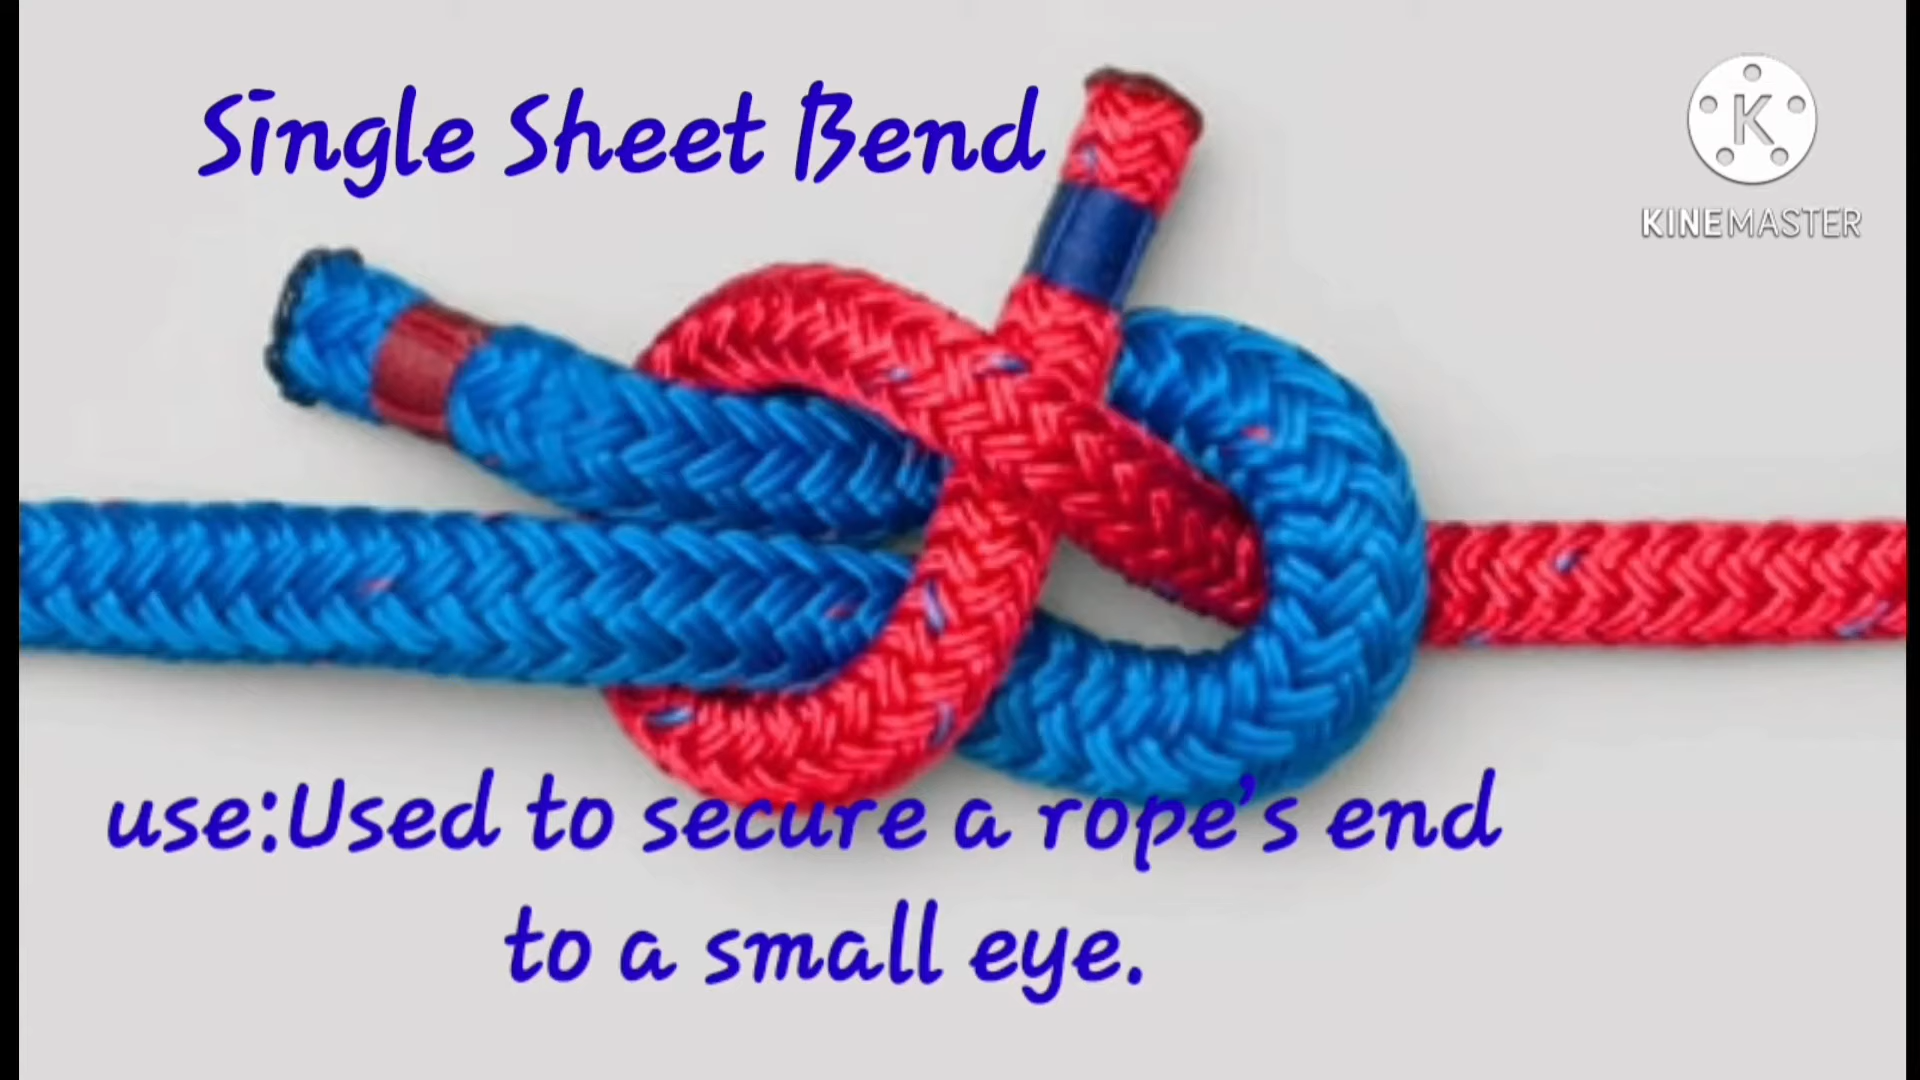 Single Sheet Bend
KINEMASTER
use:Used to secure a rope's end
to a small eye.